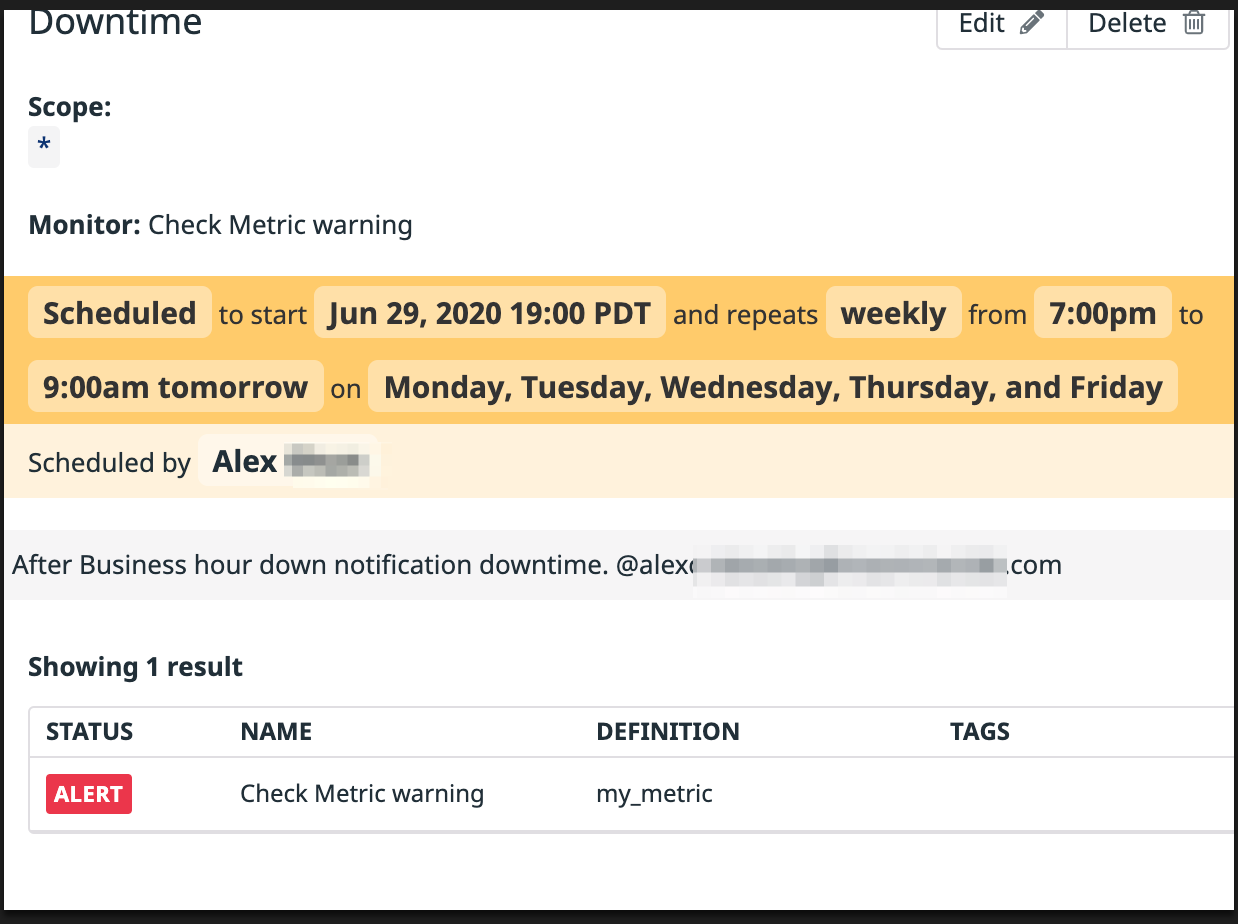 Downtime
Edit Delete
Scope:
*
Monitor: Check Metric warning
Scheduled to start Jun 29, 2020 19:00 PDT and repeats weekly from 7:00pm to
9:00am tomorrow on Monday, Tuesday, Wednesday, Thursday, and Friday
Scheduled by Alex
After Business hour down notification downtime. @alex .com
Showing 1 result
STATUS NAME DEFINITION TAGS
ALERT Check Metric warning my_metric